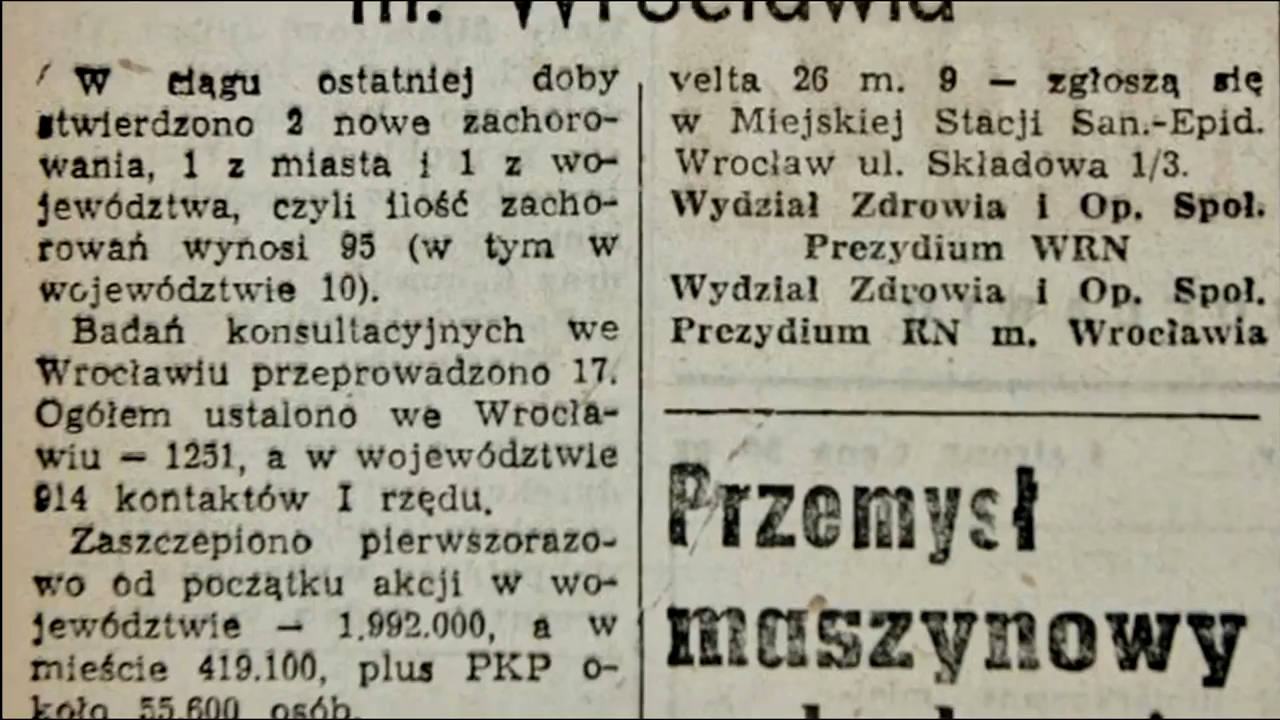 m. Wrocławia
W ciągu ostatniej doby
stwierdzono 2 nowe zachoro-
wania, 1 z miasta i 1 z wo-
jewództwa, czyli ilość zacho-
rowań wynosi 95 (w tym w
województwie 10).
Badań konsultacyjnych we
Wrocławiu przeprowadzono 17.
Ogółem ustalono we Wrocła-
wiu — 1251, a w województwie
914 kontaktów I rzędu.
Zaszczepiono pierwszorazo-
wo od początku akcji w wo-
jewództwie — 1.992.000, a w
mieście 419.100, plus PKP o-
koło 55.600 osób.
velta 26 m. 9 — zgłoszą się
w Miejskiej Stacji San.-Epid.
Wrocław ul. Składowa 1/3.
Wydział Zdrowia i Op. Społ.
Prezydium WRN
Wydział Zdrowia i Op. Społ.
Prezydium RN m. Wrocławia
Przemysł
maszynowy